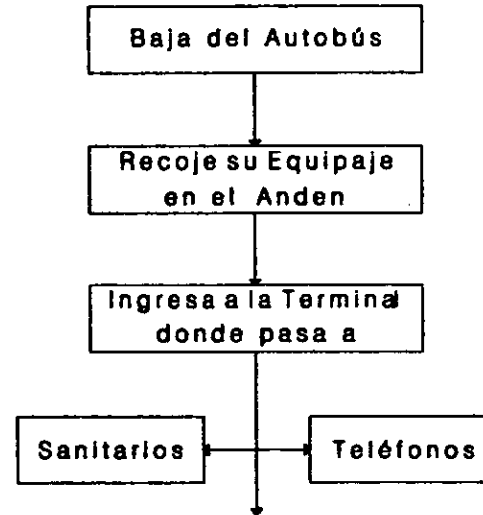 Baja del Autobús
Recoje su Equipaje
en el Anden
Ingresa a la Terminal
donde pasa a
Sanitarios
Teléfonos